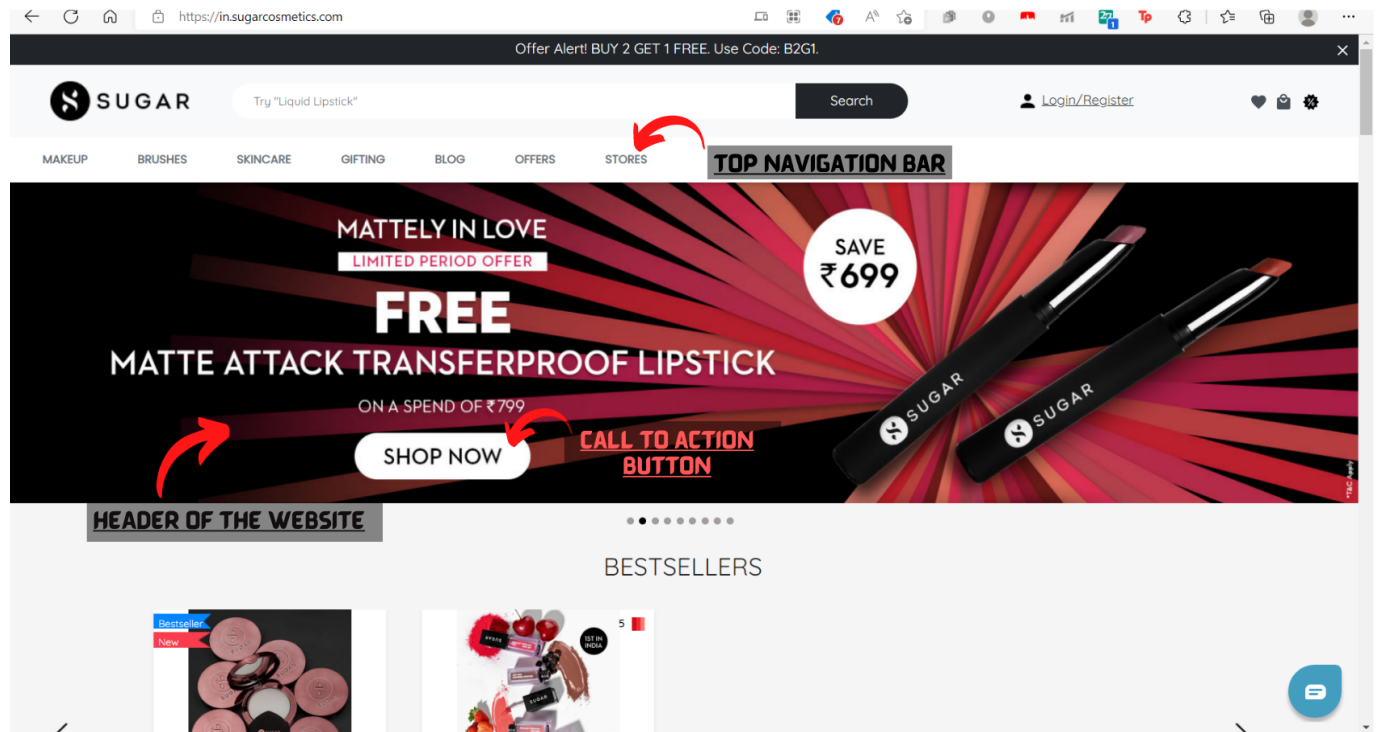 https://in.sugarcosmetics.com
Offer Alert! BUY 2 GET 1 FREE. Use Code: B2G1.
SUGAR
Try "Liquid Lipstick"
Search
Login/Register
MAKEUP BRUSHES SKINCARE GIFTING BLOG OFFERS STORES
TOP NAVIGATION BAR
MATTELY IN LOVE
LIMITED PERIOD OFFER
FREE
MATTE ATTACK TRANSFERPROOF LIPSTICK
ON A SPEND OF ₹799
SHOP NOW
SAVE
₹699
SUGAR
SUGAR
*T&C Apply
CALL TO ACTION
BUTTON
HEADER OF THE WEBSITE
BESTSELLERS
Bestseller
New
5
1ST IN
INDIA
SUGAR